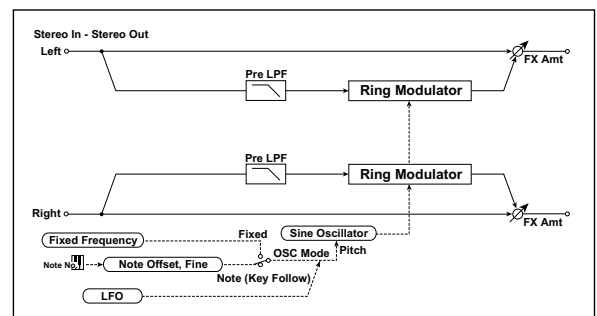 Stereo In - Stereo Out
Left
FX Amt
Pre LPF
Ring Modulator
Pre LPF
Ring Modulator
Right
FX Amt
Fixed Frequency
Fixed
Sine Oscillator
OSC Mode
Pitch
Note No.
Note Offset, Fine
Note (Key Follow)
LFO